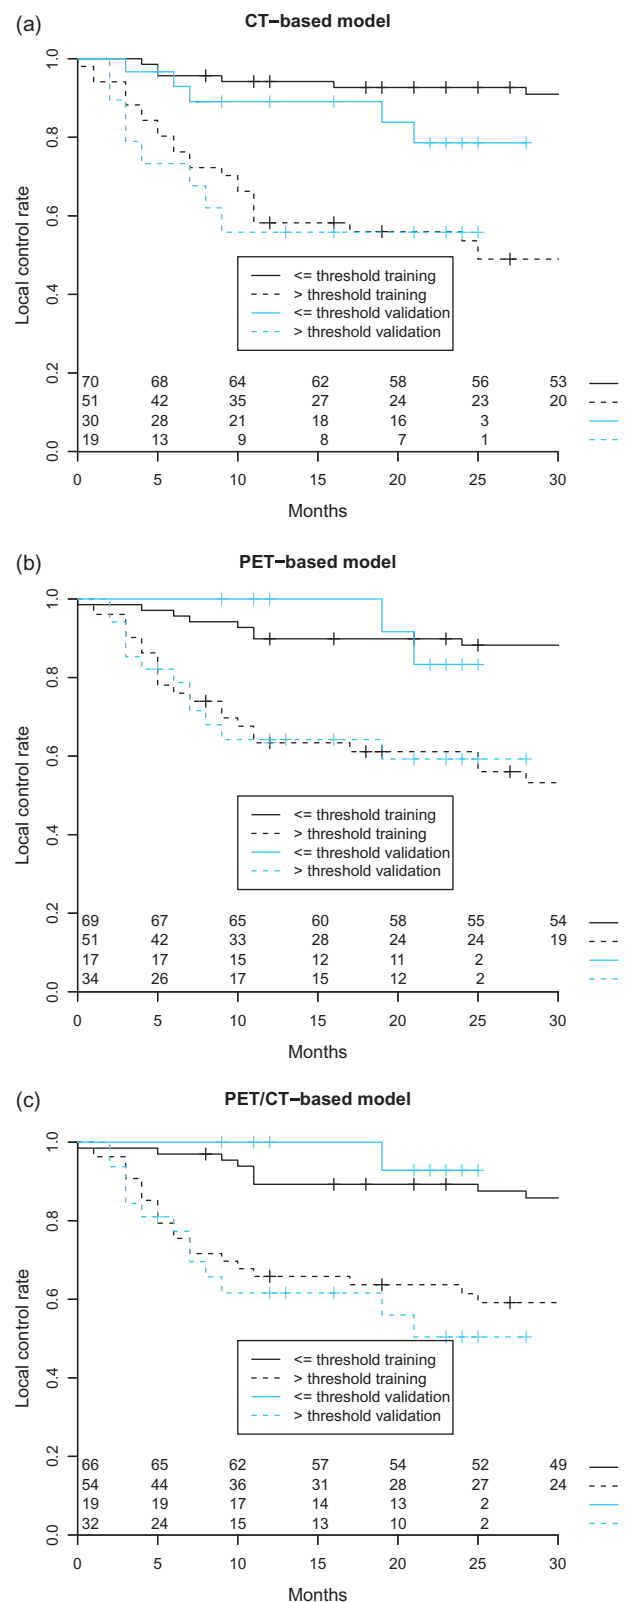 (a)
CT−based model
Local control rate
1.0
0.8
0.6
0.4
0.2
0.0
<= threshold training
> threshold training
<= threshold validation
> threshold validation
70 68 64 62 58 56 53
51 42 35 27 24 23 20
30 28 21 18 16 3
19 13 9 8 7 1
0 5 10 15 20 25 30
Months
(b)
PET−based model
Local control rate
1.0
0.8
0.6
0.4
0.2
0.0
<= threshold training
> threshold training
<= threshold validation
> threshold validation
69 67 65 60 58 55 54
51 42 33 28 24 24 19
17 17 15 12 11 2
34 26 17 15 12 2
0 5 10 15 20 25 30
Months
(c)
PET/CT−based model
Local control rate
1.0
0.8
0.6
0.4
0.2
0.0
<= threshold training
> threshold training
<= threshold validation
> threshold validation
66 65 62 57 54 52 49
54 44 36 31 28 27 24
19 19 17 14 13 2
32 24 15 13 10 2
0 5 10 15 20 25 30
Months